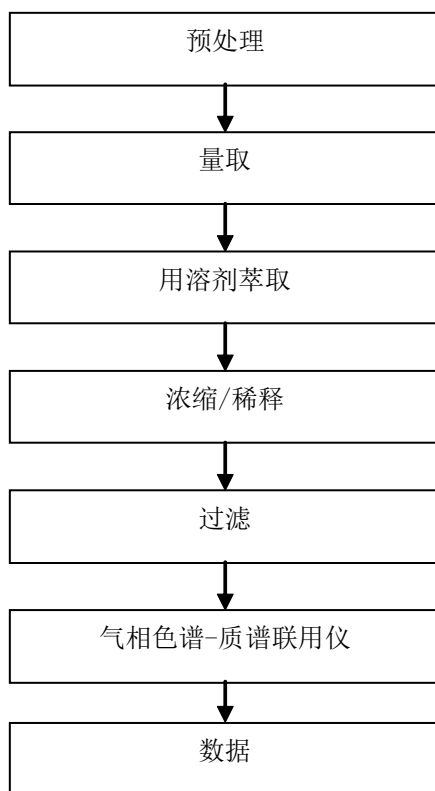 预处理
量取
用溶剂萃取
浓缩/稀释
过滤
气相色谱-质谱联用仪
数据